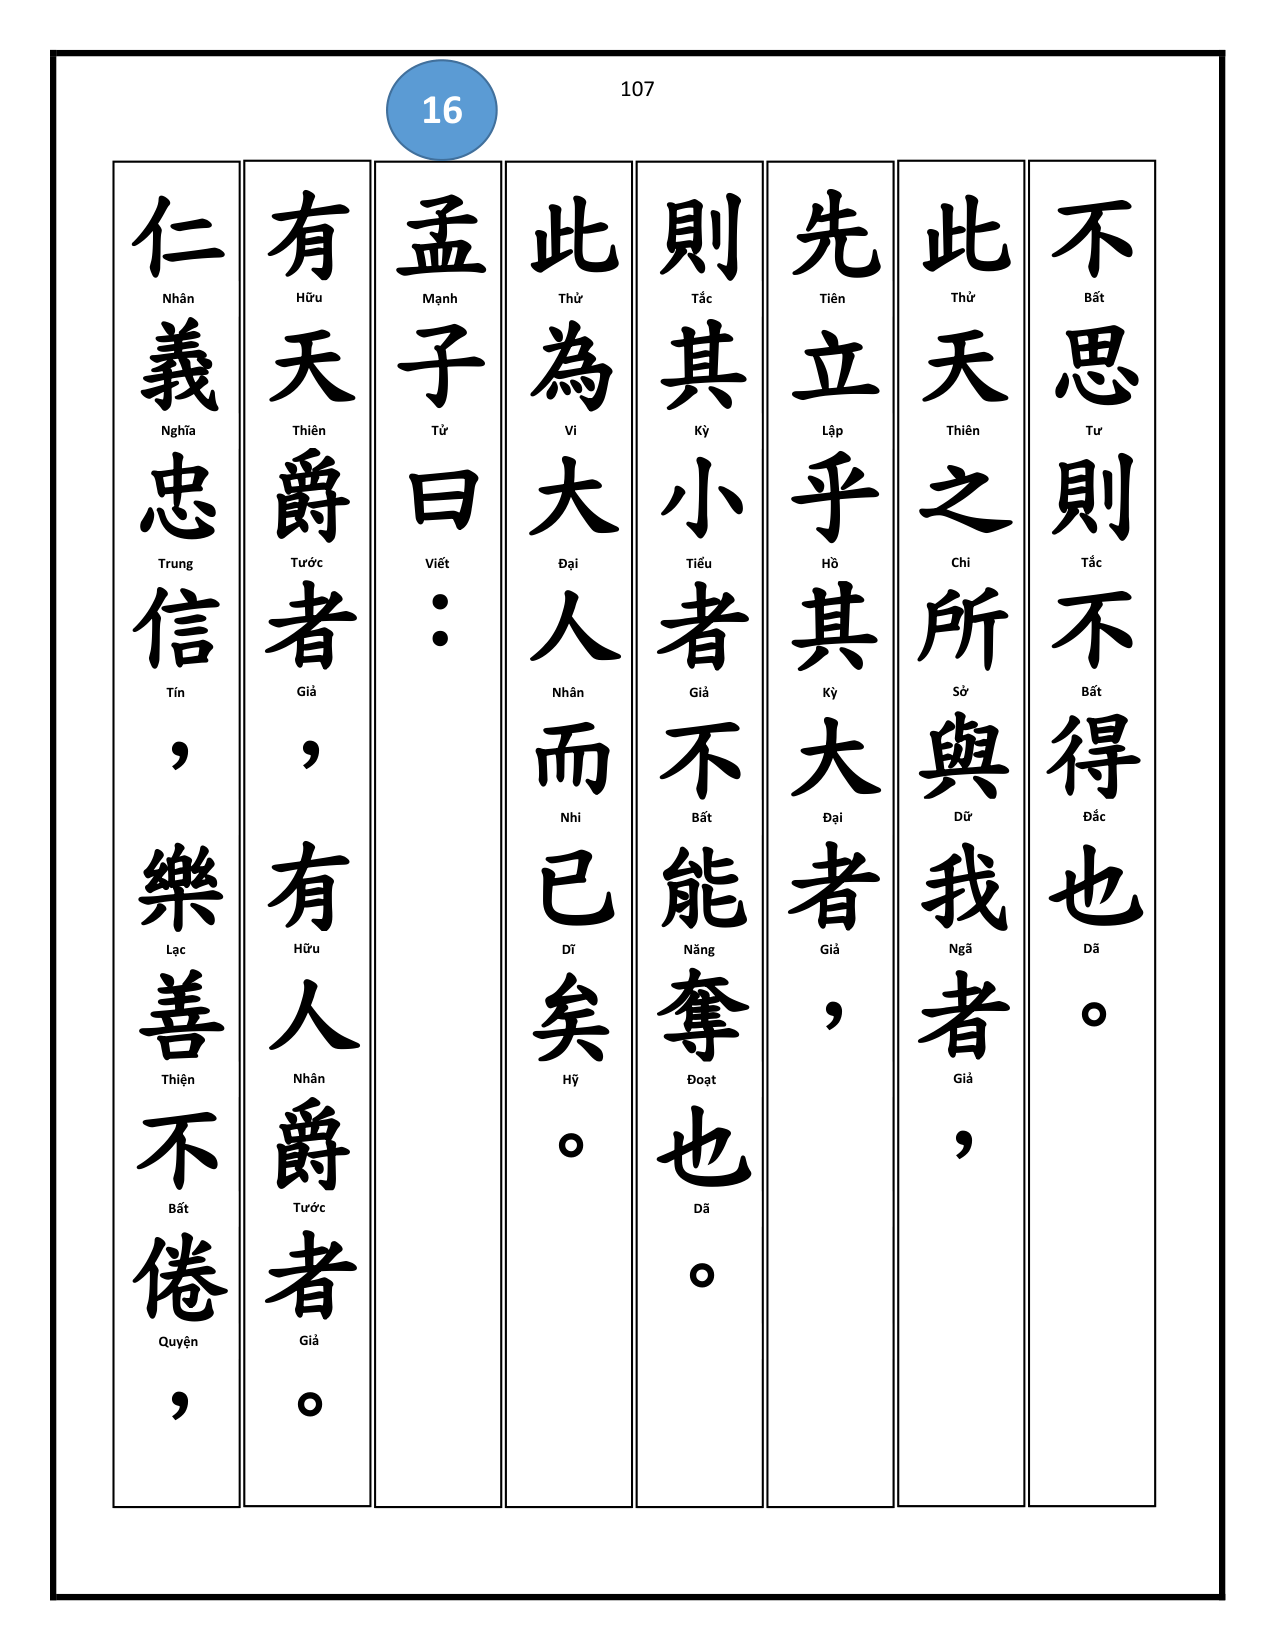 107
16
不思則不得也。
Bất Tư Tắc Bất Đắc Dã
此天之所與我者，
Thử Thiên Chi Sở Dữ Ngã Giả
先立乎其大者，
Tiên Lập Hồ Kỳ Đại Giả
則其小者不能奪也。
Tắc Kỳ Tiểu Giả Bất Năng Đoạt Dã
此為大人而已矣。
Thử Vi Đại Nhân Nhi Dĩ Hỹ
孟子曰：
Mạnh Tử Viết
有天爵者，有人爵者。
Hữu Thiên Tước Giả Hữu Nhân Tước Giả
仁義忠信，樂善不倦，
Nhân Nghĩa Trung Tín Lạc Thiện Bất Quyện